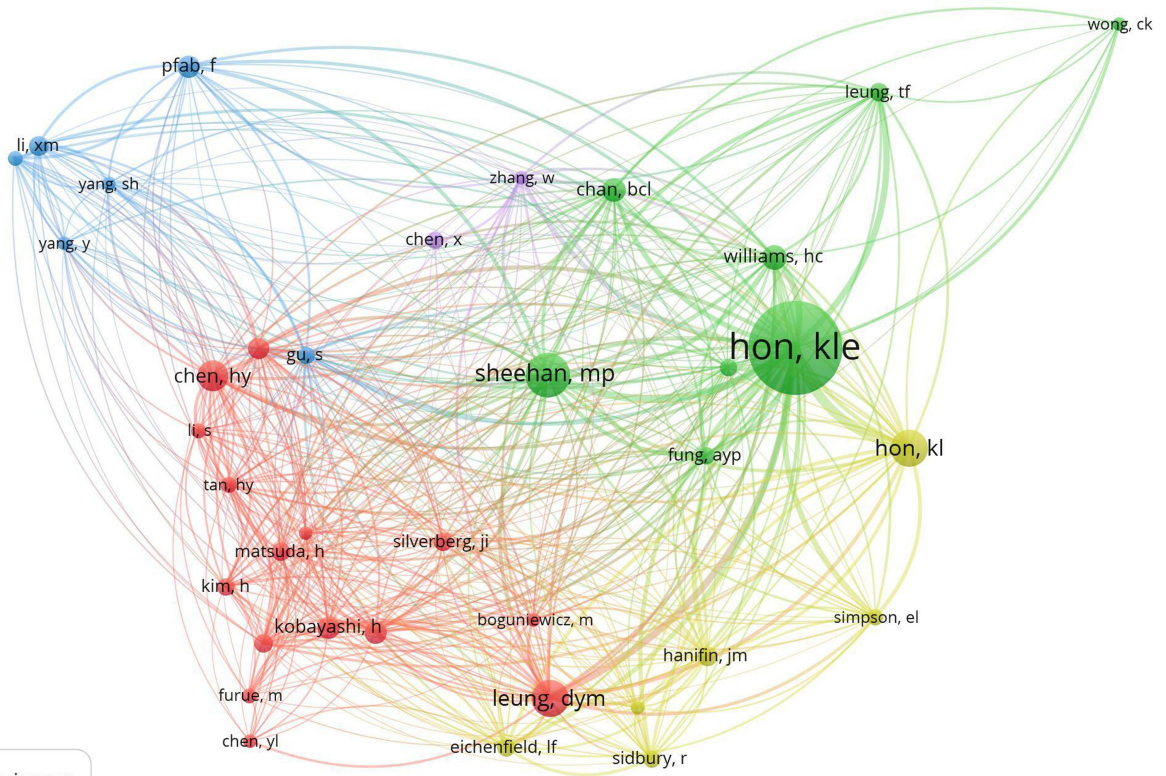 wong, ck
pfab, f
leung, tf
li, xm
zhang, w
yang, sh
chan, bcl
chen, x
yang, y
williams, hc
hon, kle
gu, s
chen, hy
sheehan, mp
li, s
hon, kl
fung, ayp
tan, hy
silverberg, ji
matsuda, h
kim, h
simpson, el
boguniewicz, m
kobayashi, h
hanifin, jm
furue, m
leung, dym
chen, yl
eichenfield, lf
sidbury, r